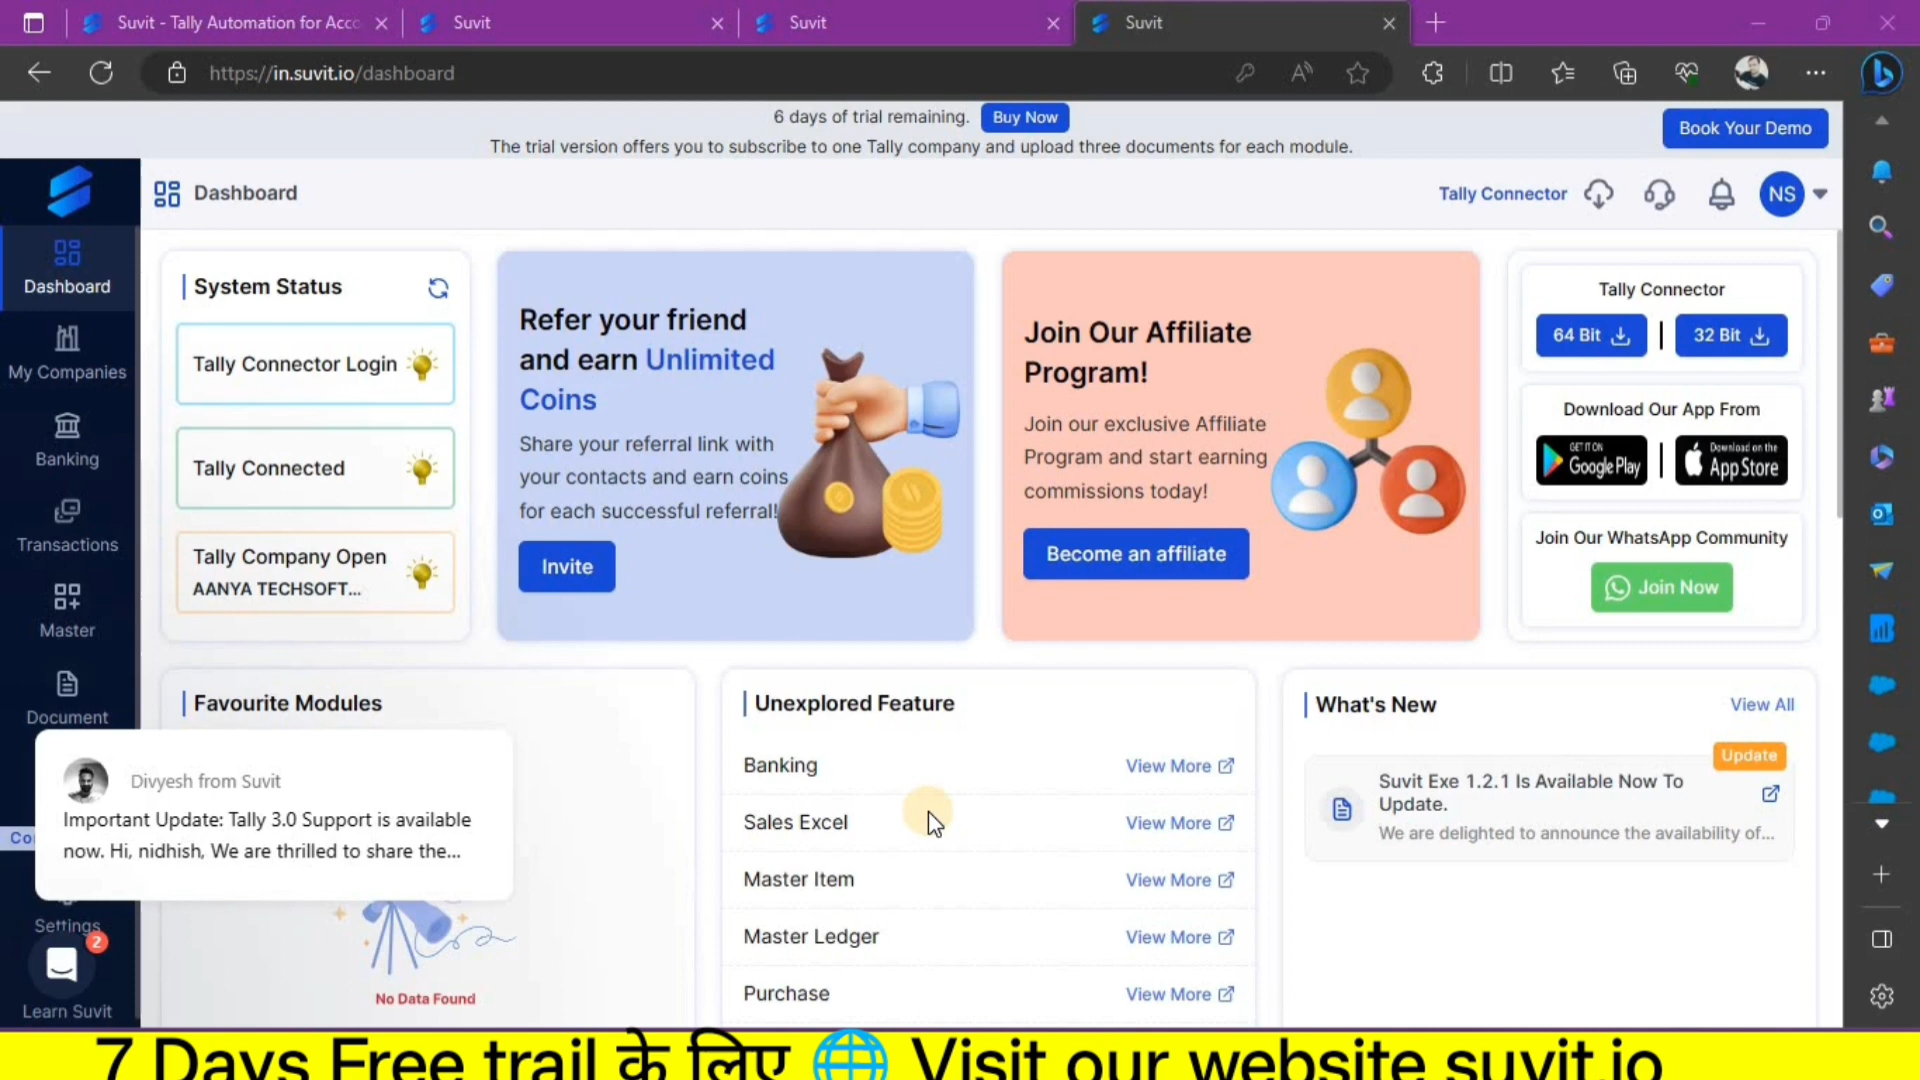 Suvit - Tally Automation for Acco
Suvit
Suvit
Suvit
https://in.suvit.io/dashboard
6 days of trial remaining.
Buy Now
The trial version offers you to subscribe to one Tally company and upload three documents for each module.
Book Your Demo
Dashboard
Tally Connector
NS
Dashboard
My Companies
Banking
Transactions
Master
Document
Settings
2
Learn Suvit
System Status
Tally Connector Login
Tally Connected
Tally Company Open
AANYA TECHSOFT...
Refer your friend
and earn Unlimited
Coins
Share your referral link with
your contacts and earn coins
for each successful referral!
Invite
Join Our Affiliate
Program!
Join our exclusive Affiliate
Program and start earning
commissions today!
Become an affiliate
Tally Connector
64 Bit
32 Bit
Download Our App From
GET IT ON
Google Play
Download on the
App Store
Join Our WhatsApp Community
Join Now
Favourite Modules
No Data Found
Divyesh from Suvit
Important Update: Tally 3.0 Support is available
now. Hi, nidhish, We are thrilled to share the...
Unexplored Feature
Banking
View More
Sales Excel
View More
Master Item
View More
Master Ledger
View More
Purchase
View More
What's New
View All
Update
Suvit Exe 1.2.1 Is Available Now To
Update.
We are delighted to announce the availability of...
7 Days Free trail के लिए 🌐 Visit our website suvit.io